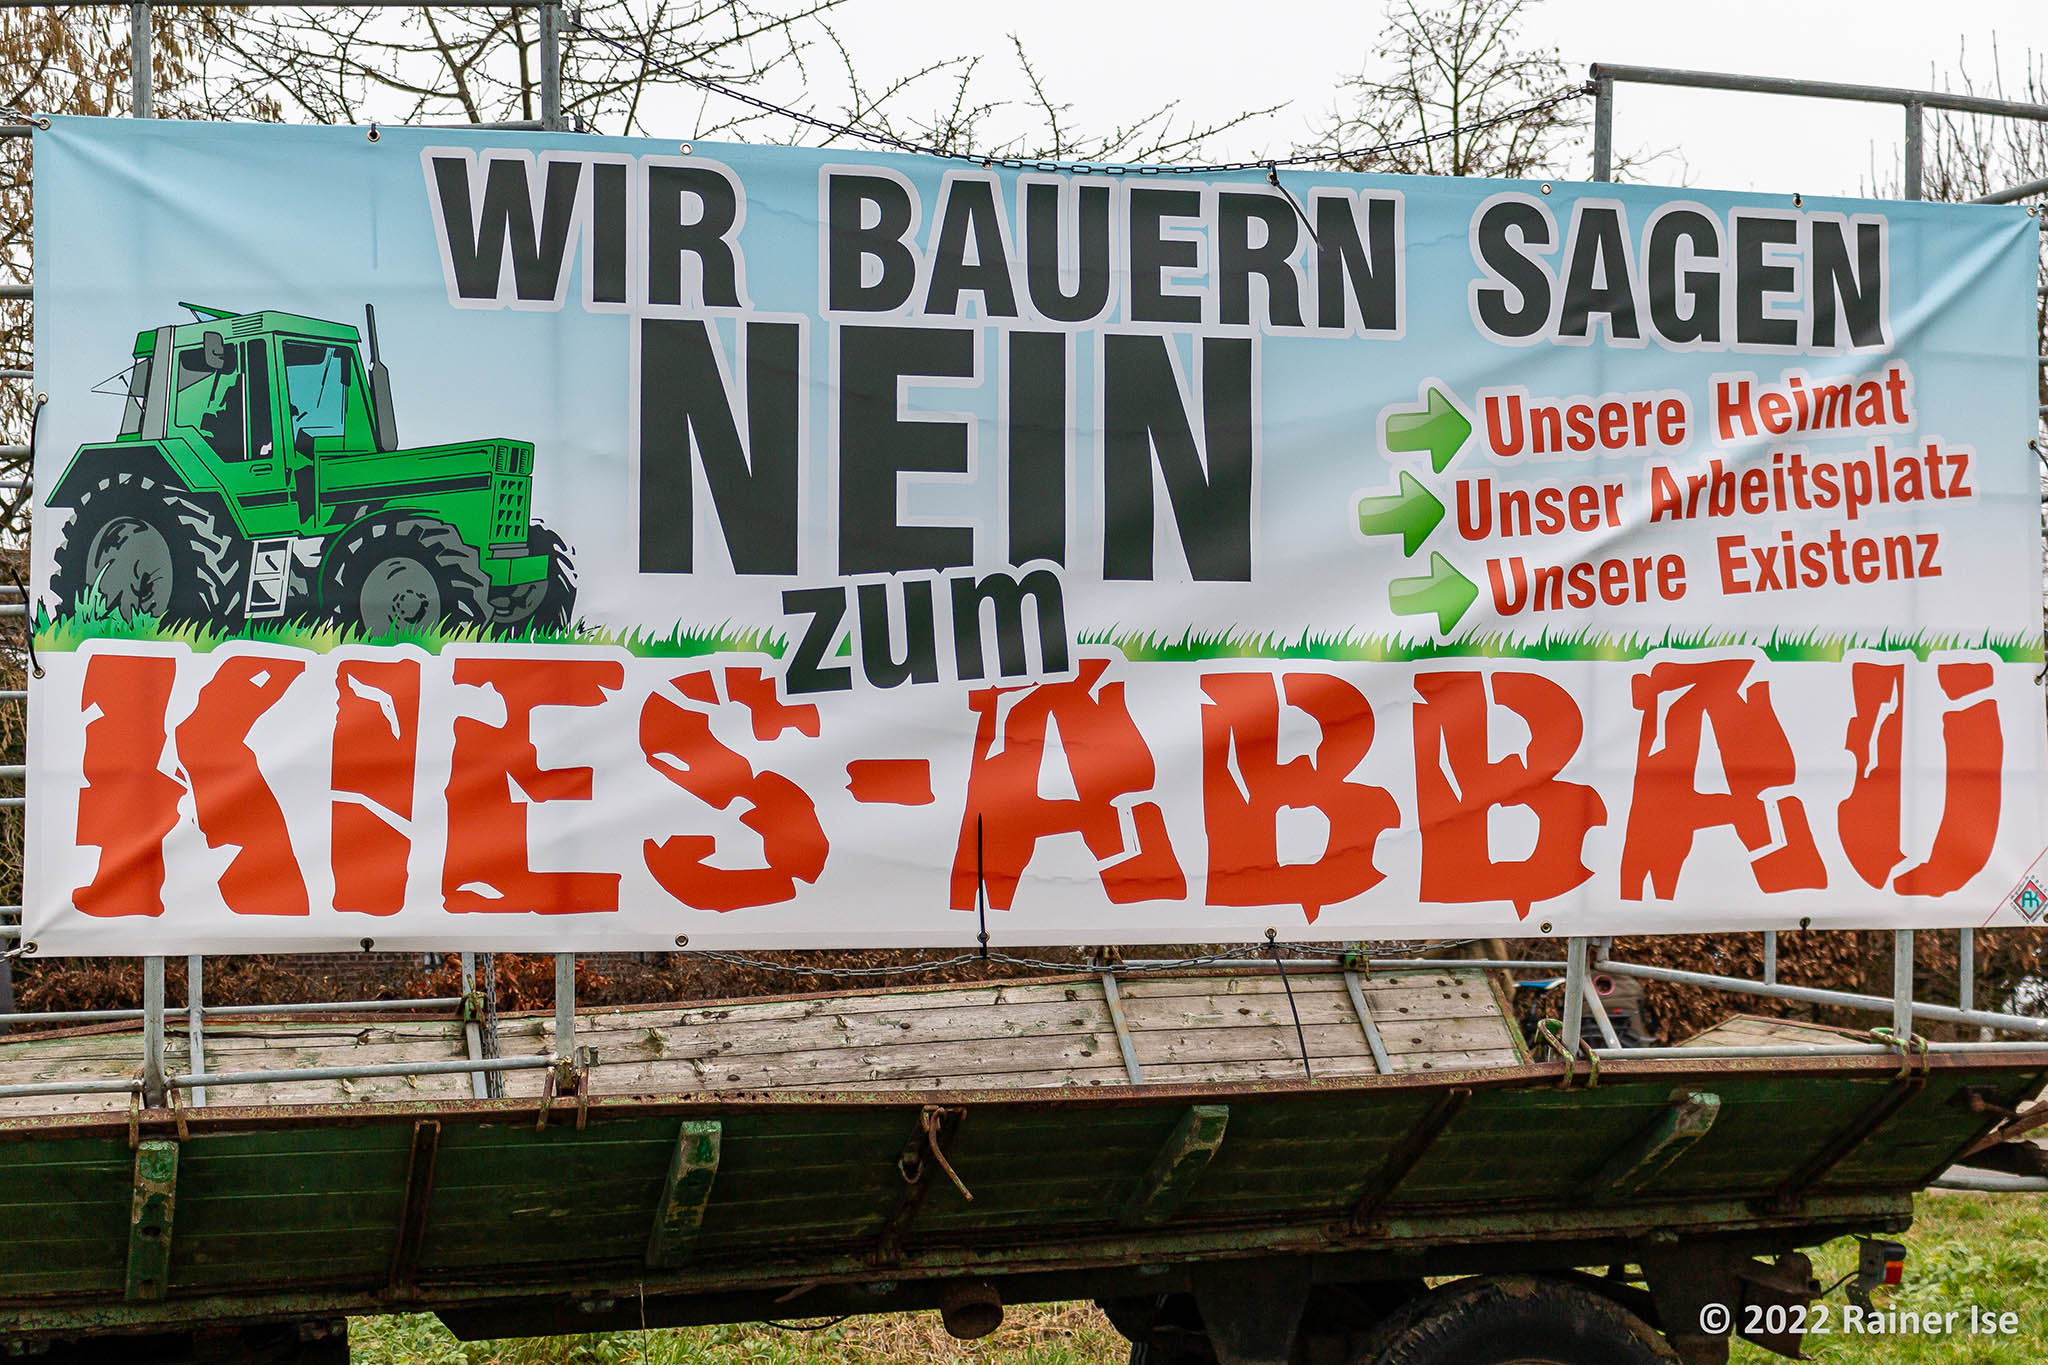 WIR BAUERN SAGEN
NEIN
zum
KIES-ABBAU
Unsere Heimat
Unser Arbeitsplatz
Unsere Existenz
© 2022 Rainer Ise